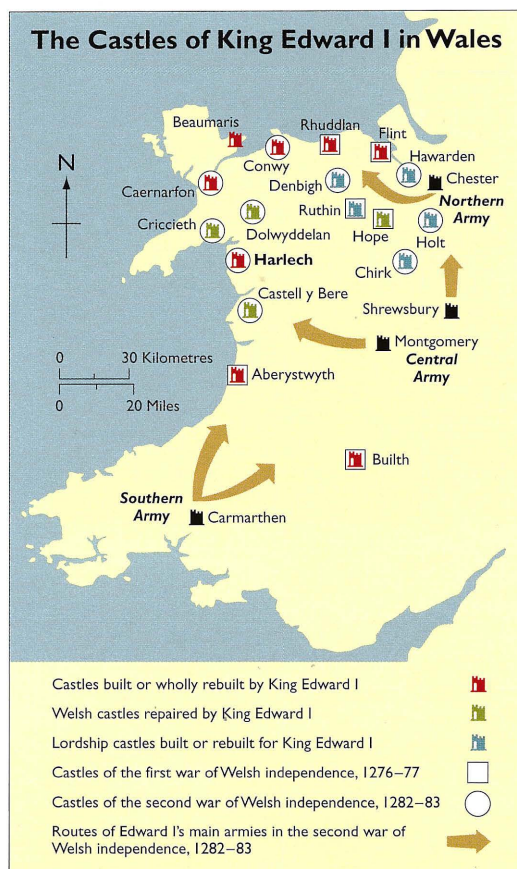 The Castles of King Edward I in Wales
Beaumaris
Rhuddlan
Flint
Conwy
Hawarden
N
Denbigh
Chester
Caernarfon
Northern
Army
Ruthin
Criccieth
Dolwyddelan
Hope
Holt
Harlech
Chirk
Castell y Bere
Shrewsbury
0 30 Kilometres
Montgomery
Central
Army
0 20 Miles
Aberystwyth
Builth
Southern
Army
Carmarthen
Castles built or wholly rebuilt by King Edward I
Welsh castles repaired by King Edward I
Lordship castles built or rebuilt for King Edward I
Castles of the first war of Welsh independence, 1276–77
Castles of the second war of Welsh independence, 1282–83
Routes of Edward I's main armies in the second war of
Welsh independence, 1282–83